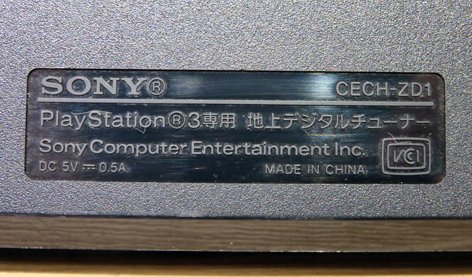 SONY® CECH-ZD1
PlayStation®3専用 地上デジタルチューナー
Sony Computer Entertainment Inc.
DC 5V⎓0.5A MADE IN CHINA
VCCI